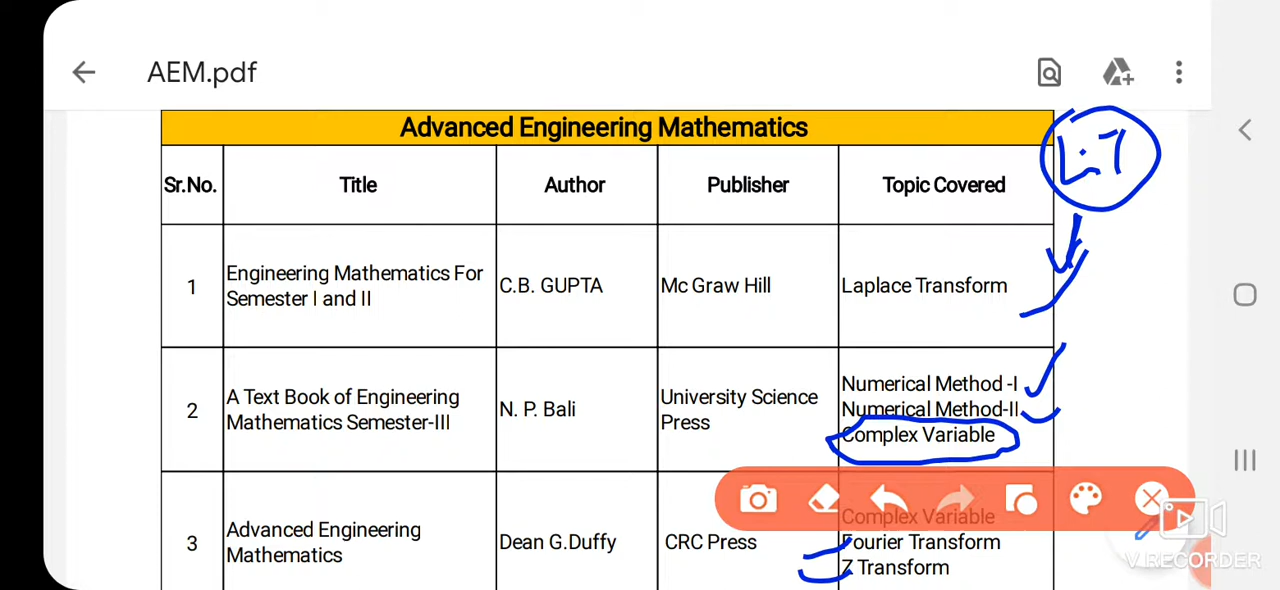 AEM.pdf
Advanced Engineering Mathematics
Sr.No. Title Author Publisher Topic Covered
L.7
1 Engineering Mathematics For Semester I and II C.B. GUPTA Mc Graw Hill Laplace Transform
2 A Text Book of Engineering Mathematics Semester-III N. P. Bali University Science Press Numerical Method -I
Numerical Method-II
Complex Variable
3 Advanced Engineering Mathematics Dean G.Duffy CRC Press Complex Variable
Fourier Transform
Z Transform
V RECORDER